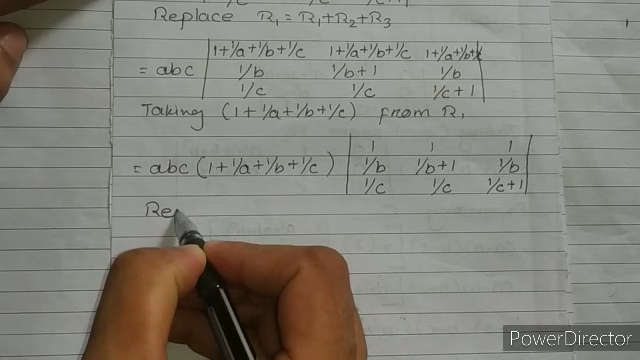 Replace R₁ = R₁+R₂+R₃
= abc | 1+1/a+1/b+1/c 1+1/a+1/b+1/c 1+1/a+1/b+1/c |
1/b 1/b+1 1/b
1/c 1/c 1/c+1
Taking (1+1/a+1/b+1/c) from R₁
= abc (1+1/a+1/b+1/c) | 1 1 1 |
1/b 1/b+1 1/b
1/c 1/c 1/c+1
Re
PowerDirector